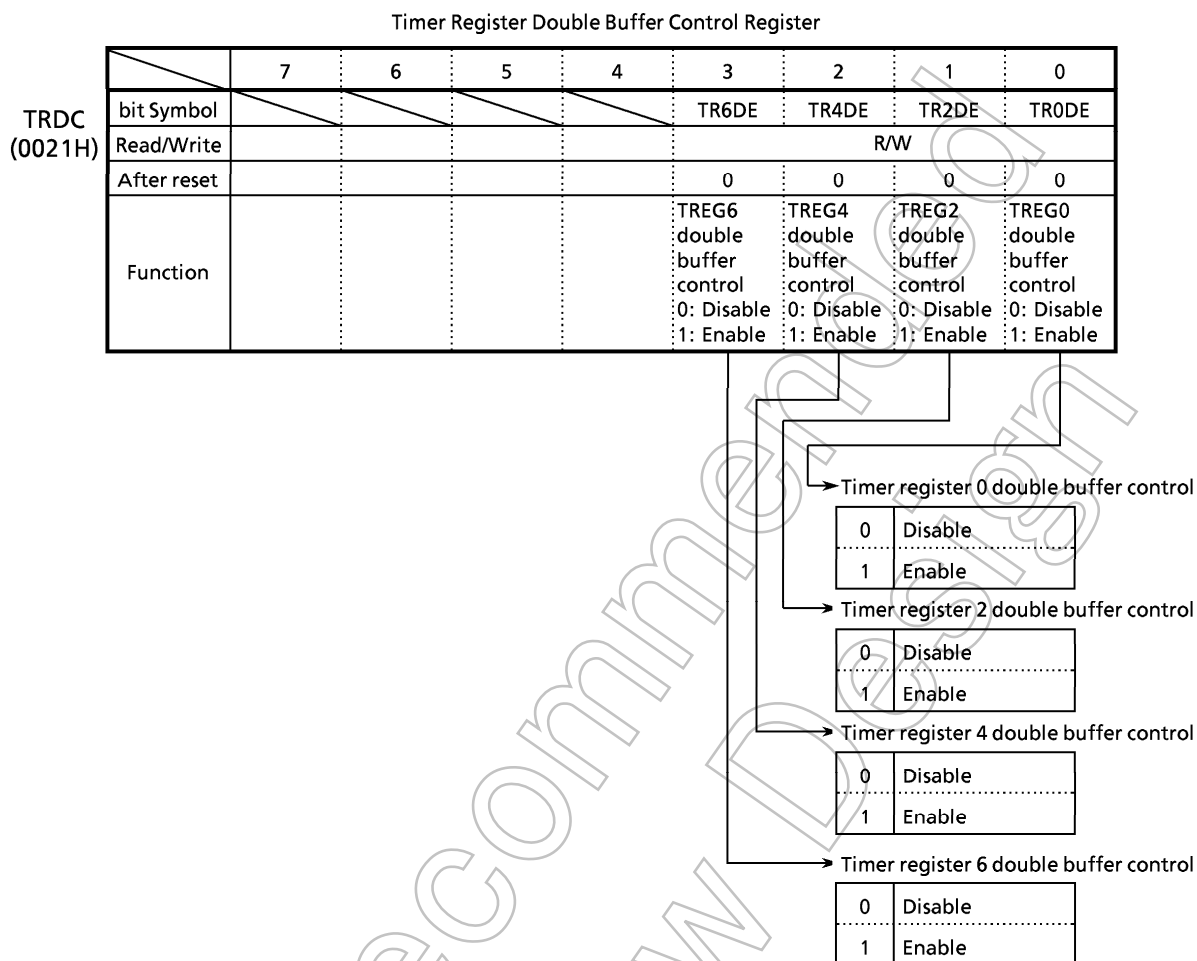 Timer Register Double Buffer Control Register
7 6 5 4 3 2 1 0
TRDC
(0021H)
bit Symbol TR6DE TR4DE TR2DE TR0DE
Read/Write R/W
After reset 0 0 0 0
Function
TREG6 TREG4 TREG2 TREG0
double double double double
buffer buffer buffer buffer
control control control control
0: Disable 0: Disable 0: Disable 0: Disable
1: Enable 1: Enable 1: Enable 1: Enable
Timer register 0 double buffer control
0 Disable
1 Enable
Timer register 2 double buffer control
0 Disable
1 Enable
Timer register 4 double buffer control
0 Disable
1 Enable
Timer register 6 double buffer control
0 Disable
1 Enable
ecommended
w Design